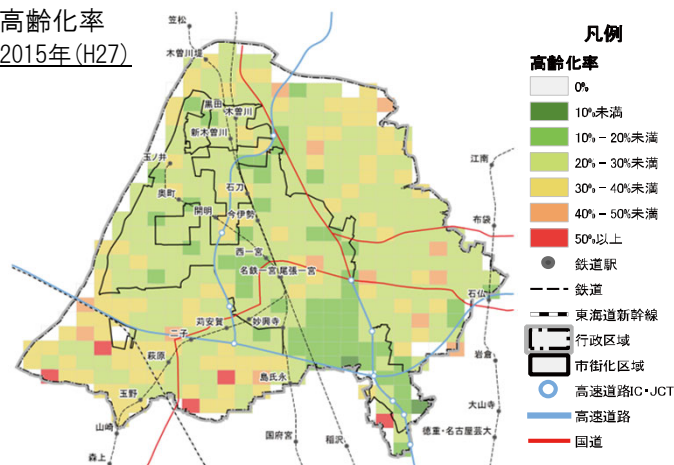 高齢化率
2015年(H27)
笠松
木曽川堤
黒田
木曽川
新木曽川
玉ノ井
奥町
石刀
開明
今伊勢
西一宮
名鉄一宮
尾張一宮
苅安賀
妙興寺
二子
萩原
島氏永
玉野
山崎
森上
国府宮
稲沢
江南
布袋
石仏
岩倉
大山寺
徳重・名古屋芸大
凡例
高齢化率
0%
10%未満
10% - 20%未満
20% - 30%未満
30% - 40%未満
40% - 50%未満
50%以上
鉄道駅
鉄道
東海道新幹線
行政区域
市街化区域
高速道路IC・JCT
高速道路
国道